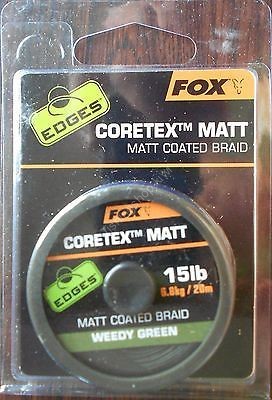 EDGES
FOX
CORETEX™ MATT
MATT COATED BRAID
FOX
CORETEX™ MATT
EDGES
15lb
6.8kg / 20m
MATT COATED BRAID
WEEDY GREEN